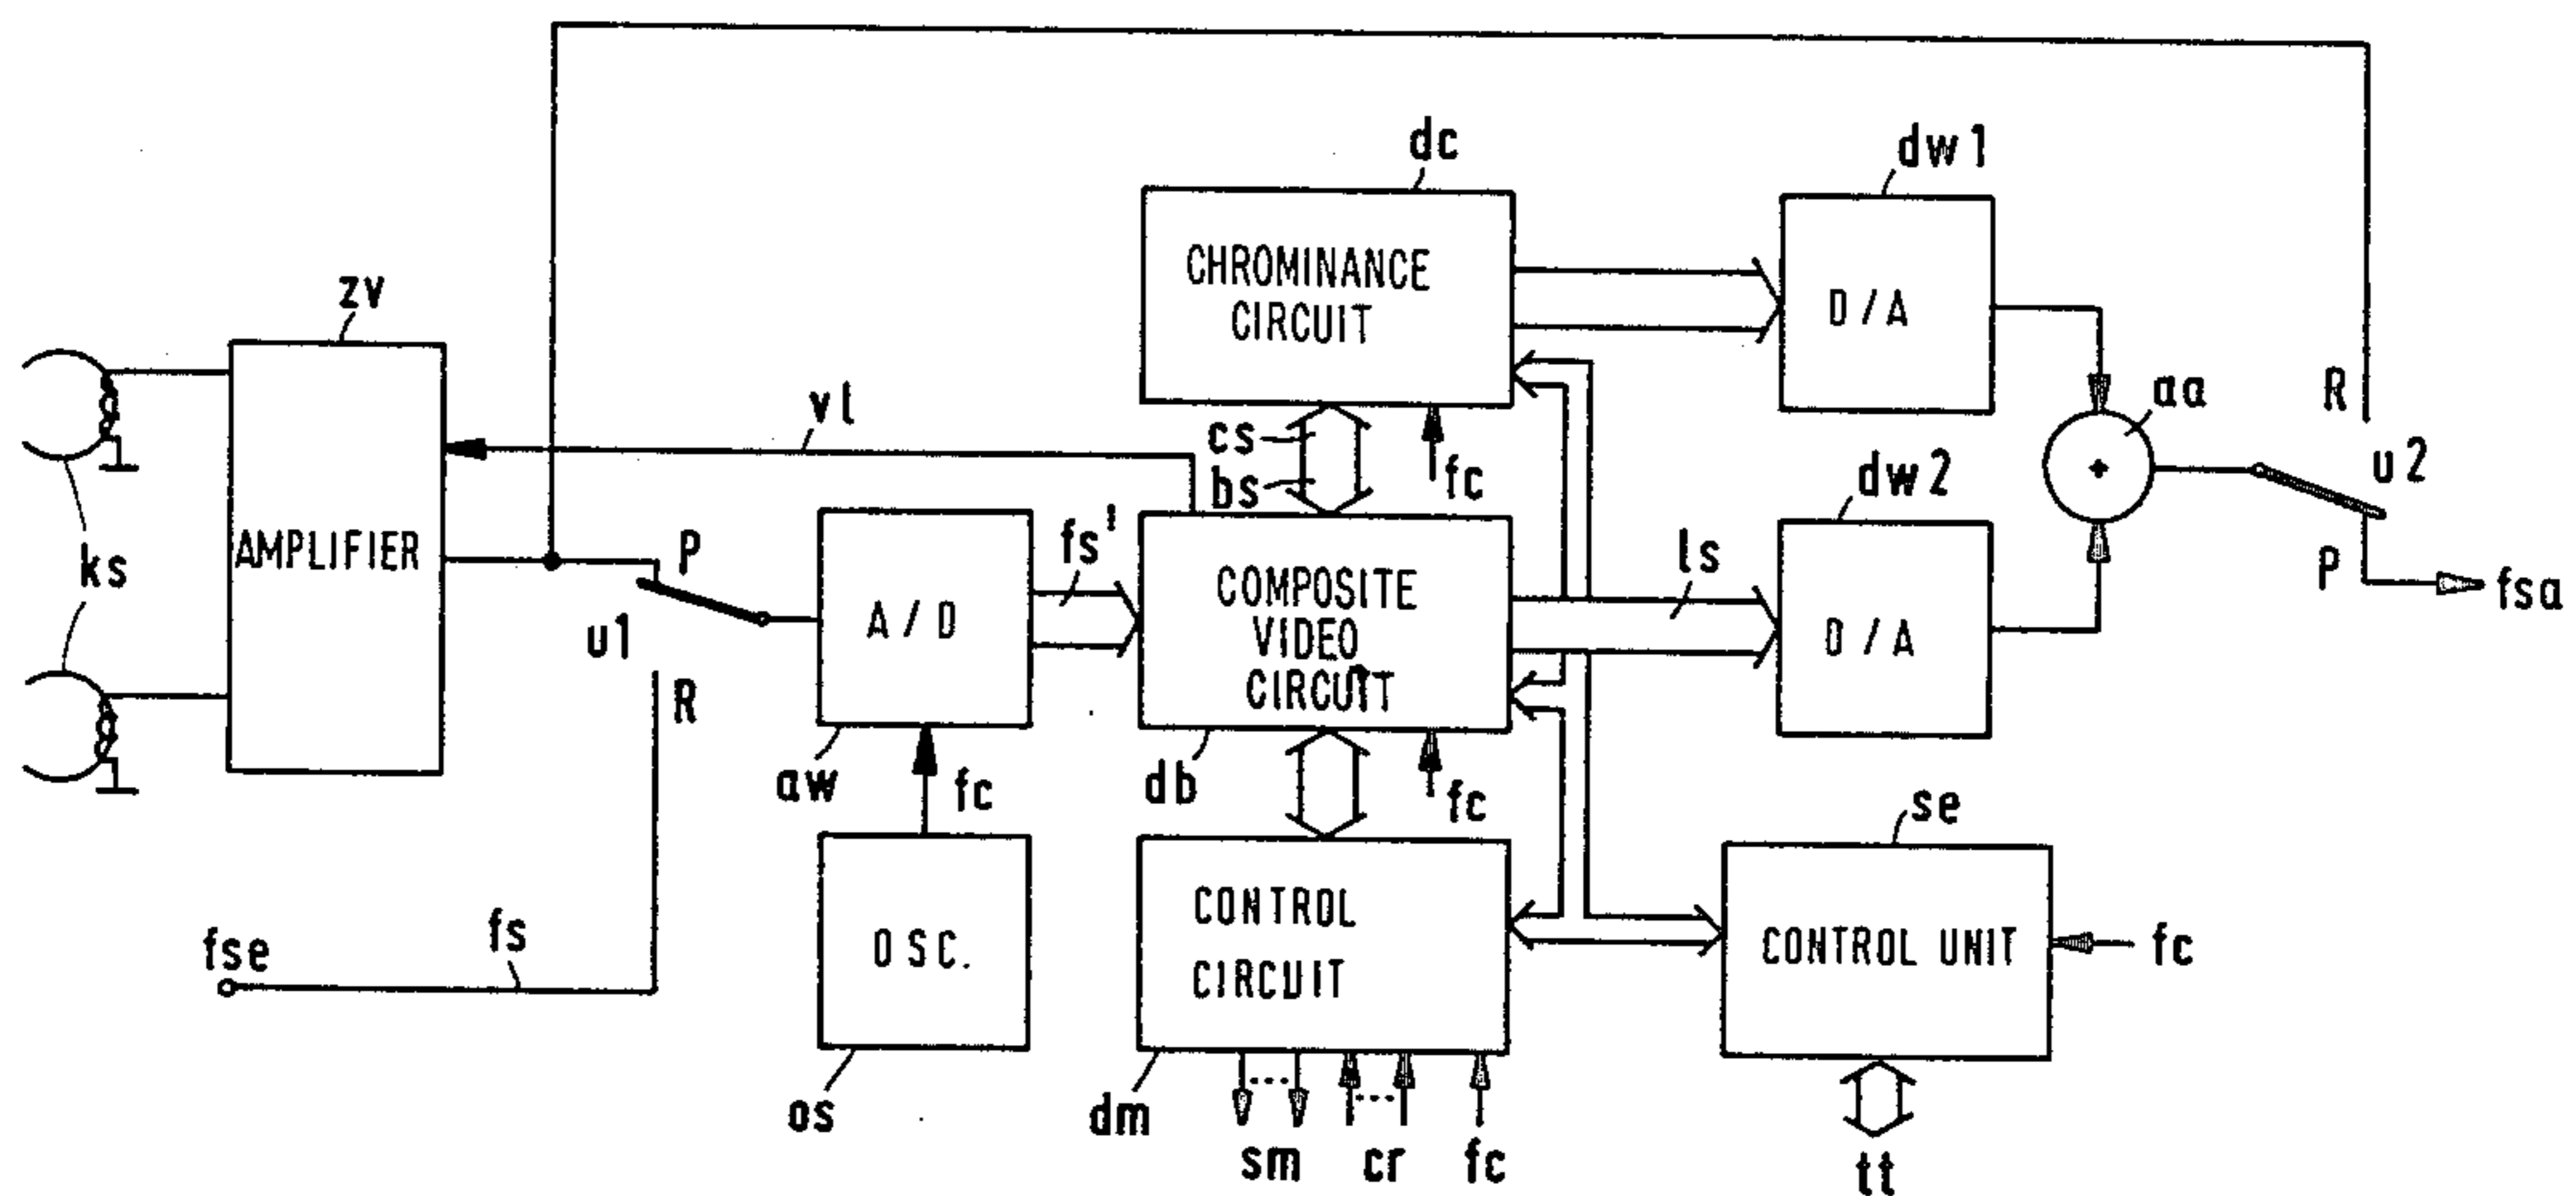 dc
dw1
CHROMINANCE
CIRCUIT
D/A
zv
R
aa
vl
cs
bs
fc
u2
dw2
AMPLIFIER
ks
P
fs'
COMPOSITE
VIDEO
CIRCUIT
ls
P
fsa
A/D
D/A
u1
R
aw
fc
db
fc
se
fse
fs
OSC.
CONTROL
CIRCUIT
CONTROL UNIT
fc
os
dm
sm
cr
fc
tt
+